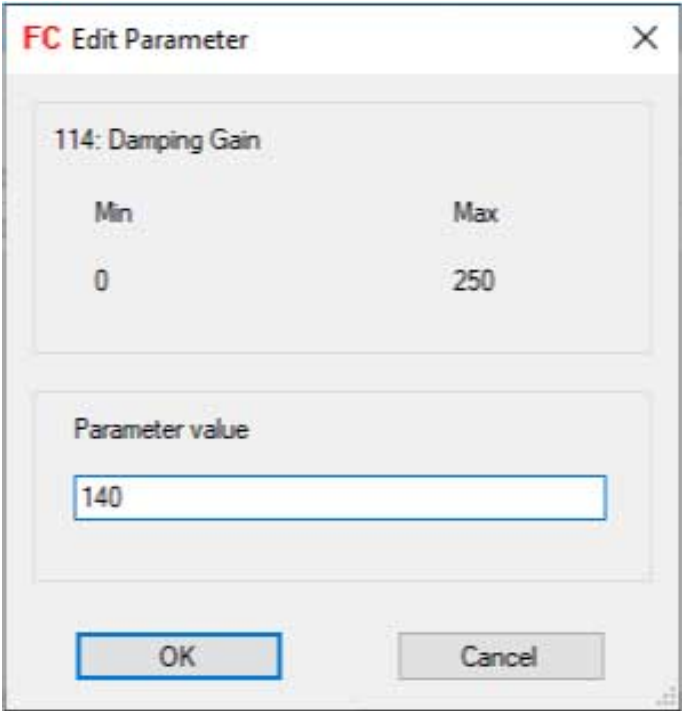 FC Edit Parameter
114: Damping Gain
Min Max
0 250
Parameter value
140
OK Cancel